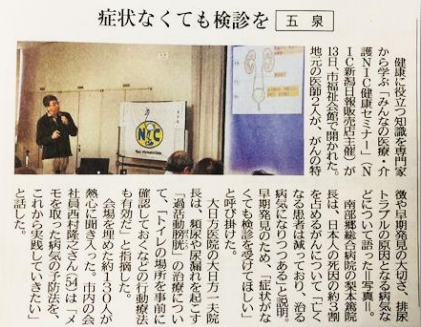 症状なくても検診を 五泉
健康に役立つ知識を専門家
から学ぶ「みんなの医療・介
護NIC健康セミナー」(N
IC新潟日報販売店主催)が
13日、市福祉会館で開かれた。
地元の医師2人が、がんの特
徴や早期発見の大切さ、排尿
トラブルの原因となる病気な
どについて語った=写真=。
南部郷総合病院の梨本篤院
長は、日本人の死因の約3割
を占めるがんについて「亡く
なる患者は減っており、治る
病気になりつつある」と説明。
早期発見のため、「症状がな
くても検診を受けてほしい」
と呼び掛けた。
大日方医院の大日方一夫院
長は、頻尿や尿漏れを起こす
「過活動膀胱」の治療につい
て、「トイレの場所を事前に
確認しておくなどの行動療法
も有効だ」と指摘した。
会場を埋めた約130人が
熱心に聞き入った。市内の会
社員西村隆之さん(54)は「メ
モを取った病気の予防法を、
これから実践していきたい」
と話した。